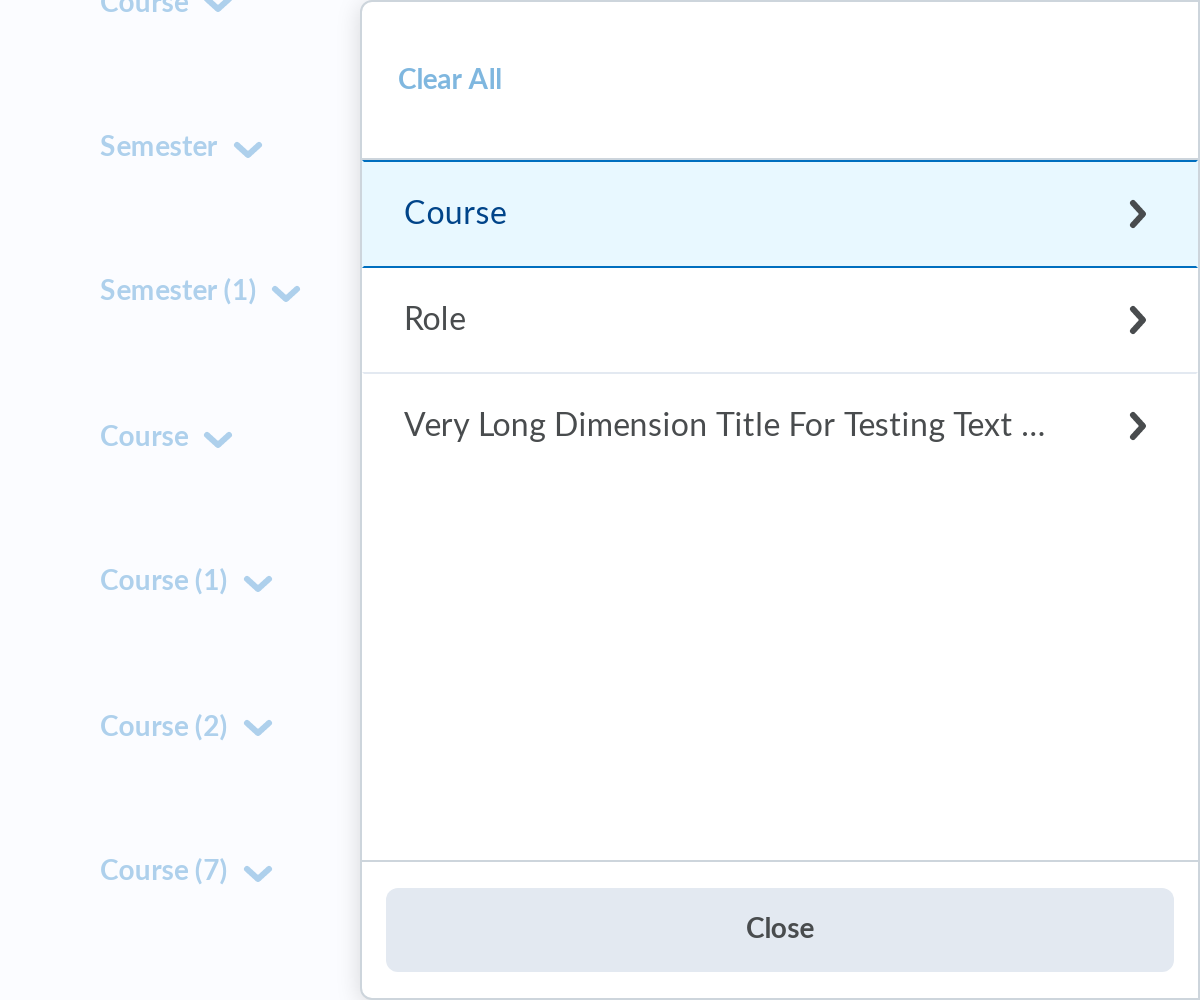 Course
Semester
Semester (1)
Course
Course (1)
Course (2)
Course (7)
Clear All
Course
Role
Very Long Dimension Title For Testing Text ...
Close